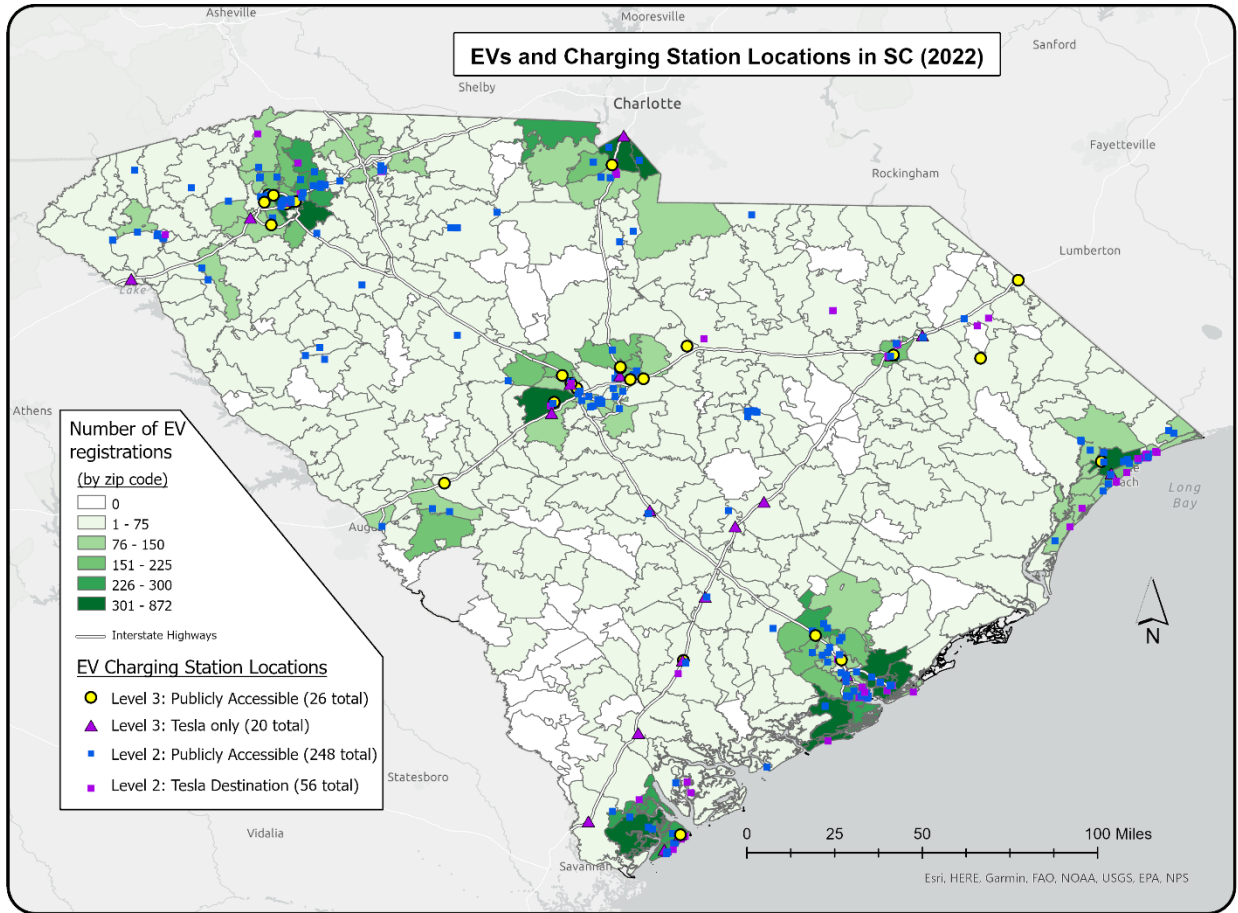 Asheville
Mooresville
Sanford
EVs and Charging Station Locations in SC (2022)
Shelby
Charlotte
Fayetteville
Rockingham
Lumberton
Lake
Athens
Number of EV
registrations
(by zip code)
0
1 - 75
76 - 150
151 - 225
226 - 300
301 - 872
Interstate Highways
EV Charging Station Locations
Level 3: Publicly Accessible (26 total)
Level 3: Tesla only (20 total)
Level 2: Publicly Accessible (248 total)
Level 2: Tesla Destination (56 total)
Long
Bay
N
Statesboro
Vidalia
Savannah
0 50 50 100 Miles
Esri, HERE, Garmin, FAO, NOAA, USGS, EPA, NPS